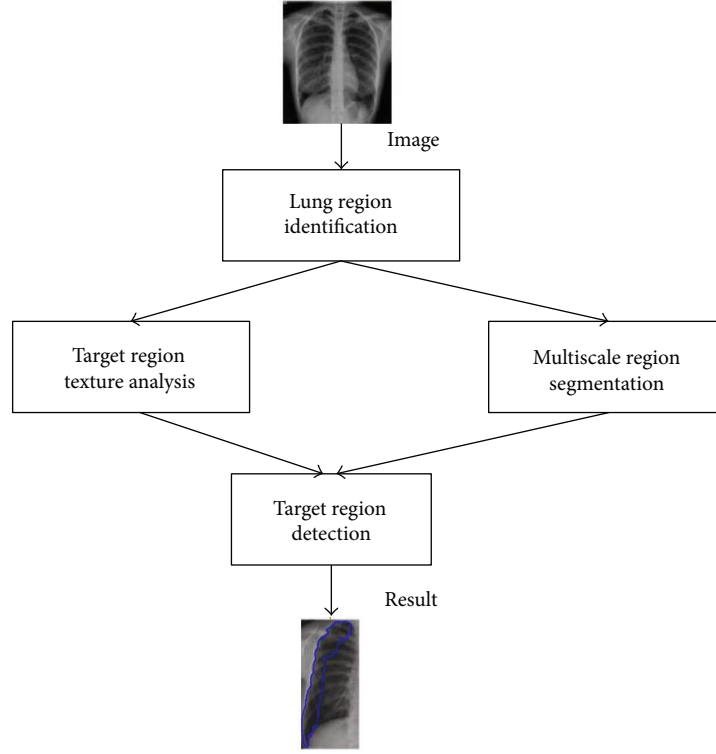 Image
Lung region
identification
Target region
texture analysis
Multiscale region
segmentation
Target region
detection
Result